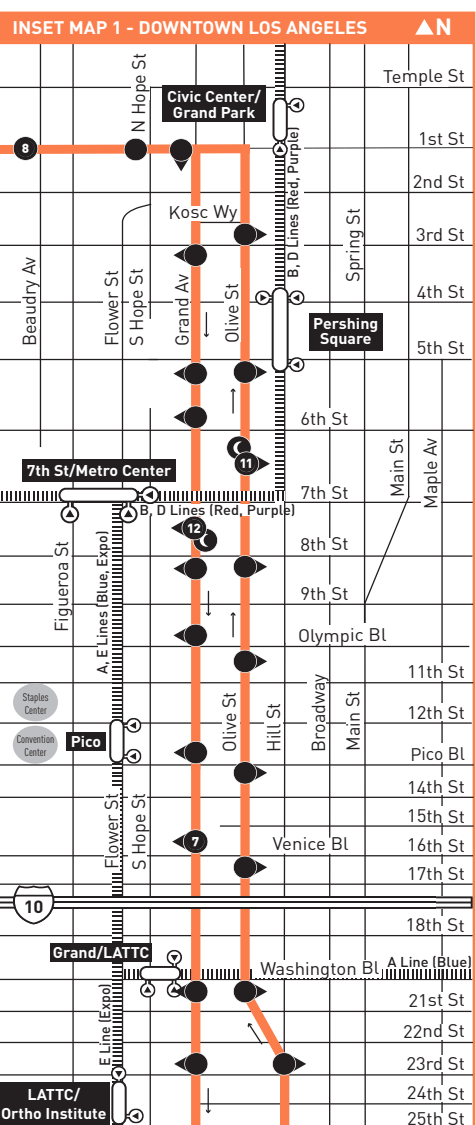 INSET MAP 1 - DOWNTOWN LOS ANGELES
N
Temple St
N Hope St
Civic Center/
Grand Park
B, D Lines (Red, Purple)
8
1st St
2nd St
Kosc Wy
3rd St
Spring St
Beaudry Av
Flower St
S Hope St
Grand Av
Olive St
4th St
Pershing
Square
5th St
6th St
11
7th St/Metro Center
Main St
Maple Av
7th St
B, D Lines (Red, Purple)
12
8th St
Figueroa St
A, E Lines (Blue, Expo)
9th St
Olympic Bl
11th St
Staples
Center
Olive St
Hill St
Broadway
Main St
12th St
Convention
Center
Pico
Pico Bl
14th St
Flower St
S Hope St
15th St
7
Venice Bl
16th St
17th St
10
18th St
Grand/LATTC
Washington Bl
A Line (Blue)
21st St
E Line (Expo)
22nd St
23rd St
24th St
LATTC/
Ortho Institute
25th St